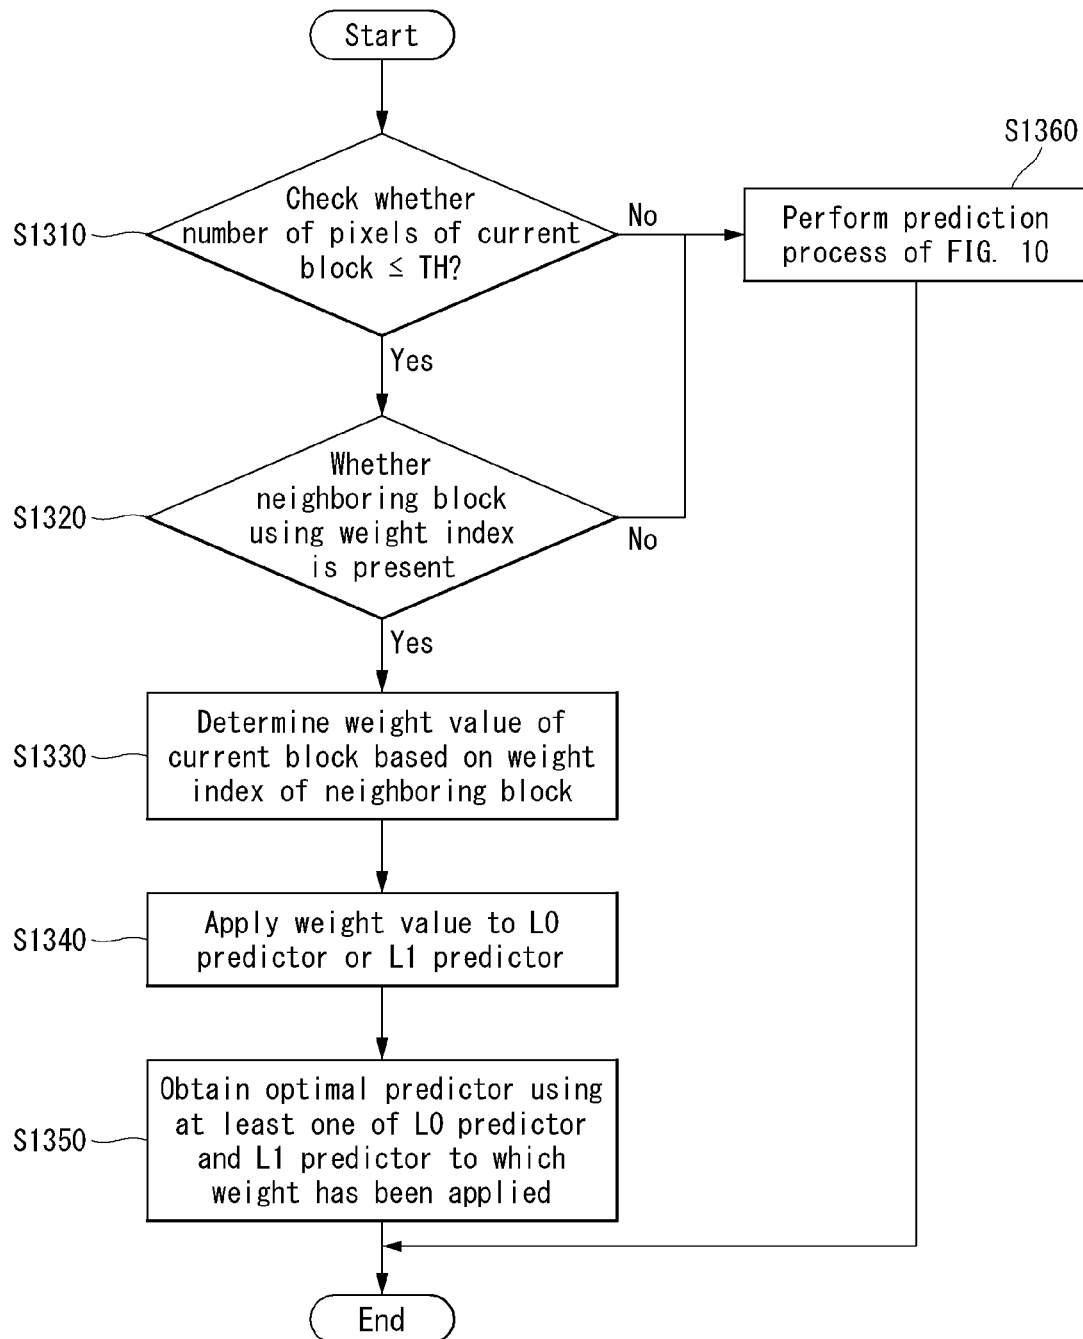 Start
S1310
Check whether
number of pixels of current
block ≤ TH?
No
S1360
Perform prediction
process of FIG. 10
Yes
S1320
Whether
neighboring block
using weight index
is present
No
Yes
S1330
Determine weight value of
current block based on weight
index of neighboring block
S1340
Apply weight value to L0
predictor or L1 predictor
S1350
Obtain optimal predictor using
at least one of L0 predictor
and L1 predictor to which
weight has been applied
End